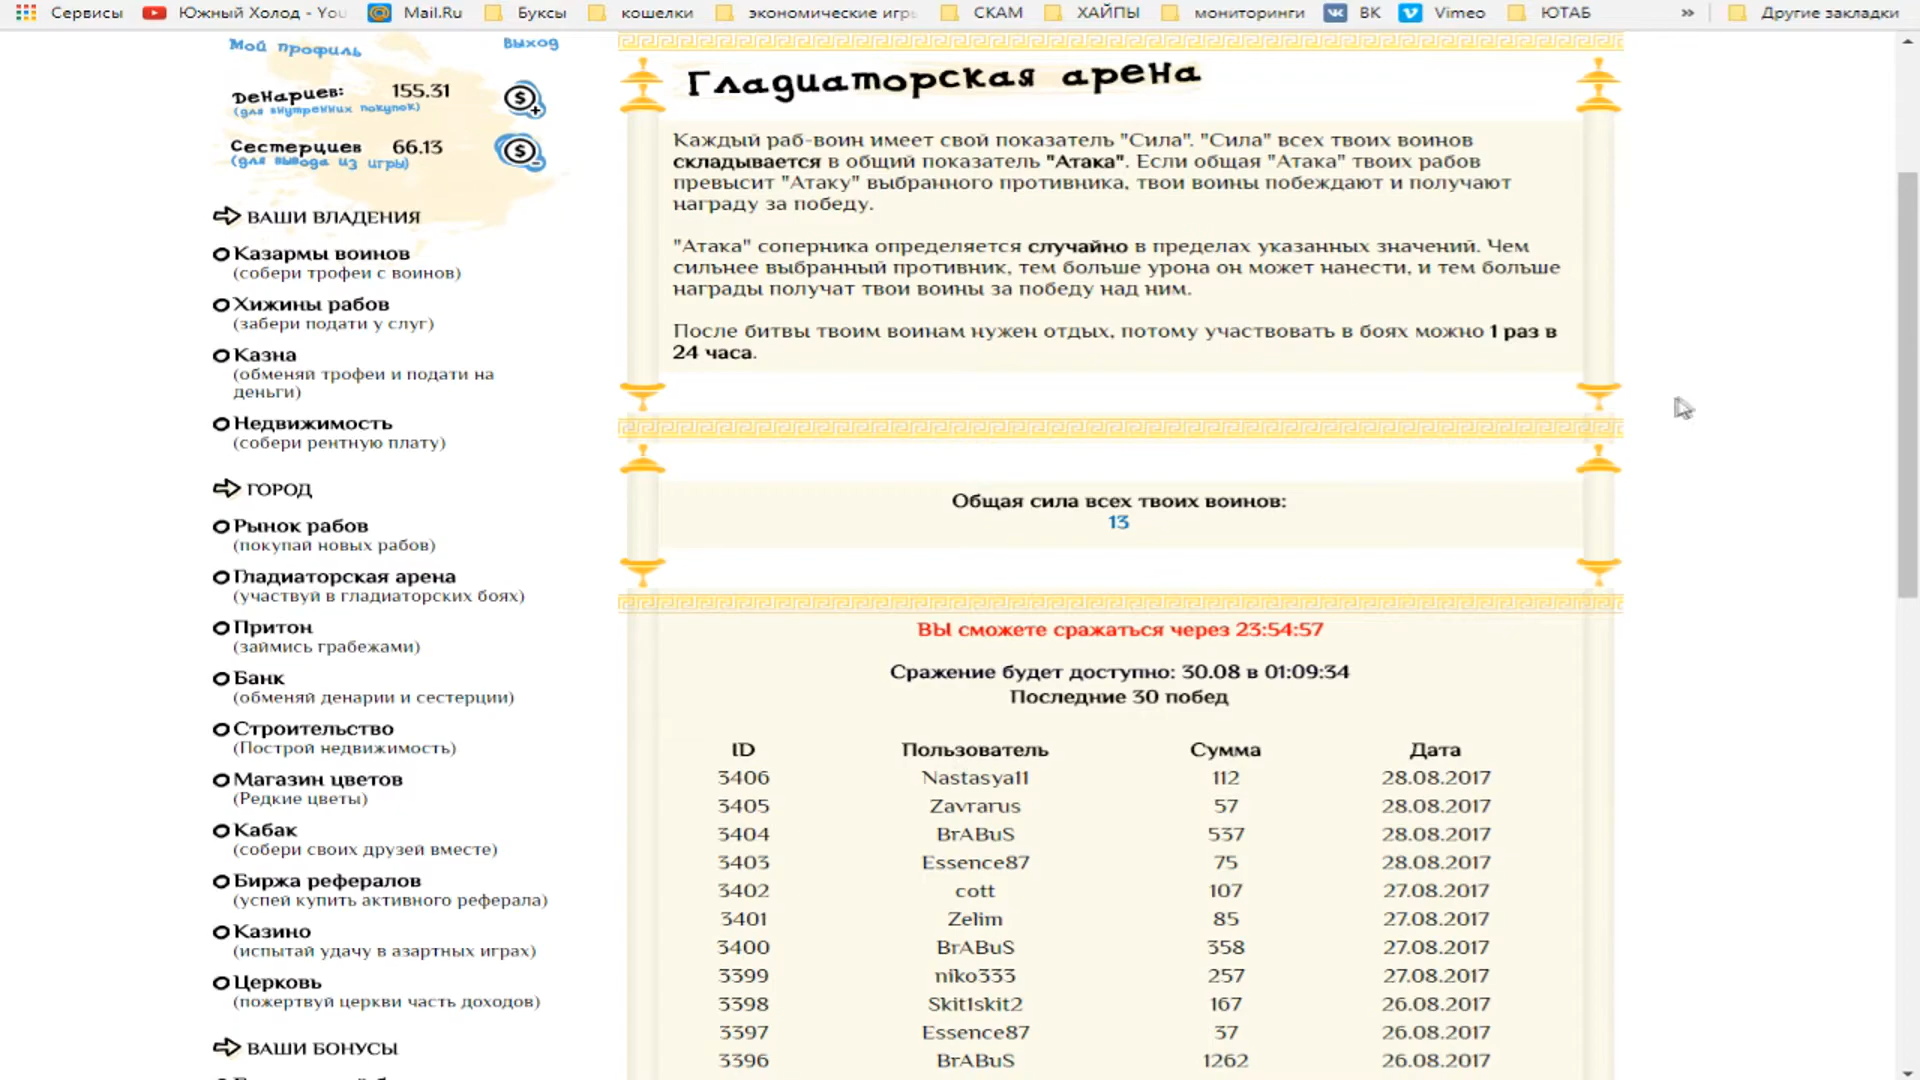 Сервисы Южный Холод - You Mail.Ru Буксы кошелки экономические игр СКАМ ХАЙПЫ мониторинги ВК Vimeo ЮТАБ » Другие закладки
Мой профиль Выход
Денариев: 155.31
(для внутренних покупок)
Сестерциев 66.13
(для вывода из игры)
ВАШИ ВЛАДЕНИЯ
Казармы воинов
(собери трофеи с воинов)
Хижины рабов
(забери подати у слуг)
Казна
(обменяй трофеи и подати на
деньги)
Недвижимость
(собери рентную плату)
ГОРОД
Рынок рабов
(покупай новых рабов)
Гладиаторская арена
(участвуй в гладиаторских боях)
Притон
(займись грабежами)
Банк
(обменяй денарии и сестерции)
Строительство
(Построй недвижимость)
Магазин цветов
(Редкие цветы)
Кабак
(собери своих друзей вместе)
Биржа рефералов
(успей купить активного реферала)
Казино
(испытай удачу в азартных играх)
Церковь
(пожертвуй церкви часть доходов)
ВАШИ БОНУСЫ
Гладиаторская арена
Каждый раб-воин имеет свой показатель "Сила". "Сила" всех твоих воинов
складывается в общий показатель "Атака". Если общая "Атака" твоих рабов
превысит "Атаку" выбранного противника, твои воины побеждают и получают
награду за победу.
"Атака" соперника определяется случайно в пределах указанных значений. Чем
сильнее выбранный противник, тем больше урона он может нанести, и тем больше
награды получат твои воины за победу над ним.
После битвы твоим воинам нужен отдых, потому участвовать в боях можно 1 раз в
24 часа.
Общая сила всех твоих воинов:
13
ВЫ сможете сражаться через 23:54:57
Сражение будет доступно: 30.08 в 01:09:34
Последние 30 побед
ID Пользователь Сумма Дата
3406 Nastasya11 112 28.08.2017
3405 Zavrarus 57 28.08.2017
3404 BrABuS 537 28.08.2017
3403 Essence87 75 28.08.2017
3402 cott 107 27.08.2017
3401 Zelim 85 27.08.2017
3400 BrABuS 358 27.08.2017
3399 niko333 257 27.08.2017
3398 Skit1skit2 167 26.08.2017
3397 Essence87 37 26.08.2017
3396 BrABuS 1262 26.08.2017